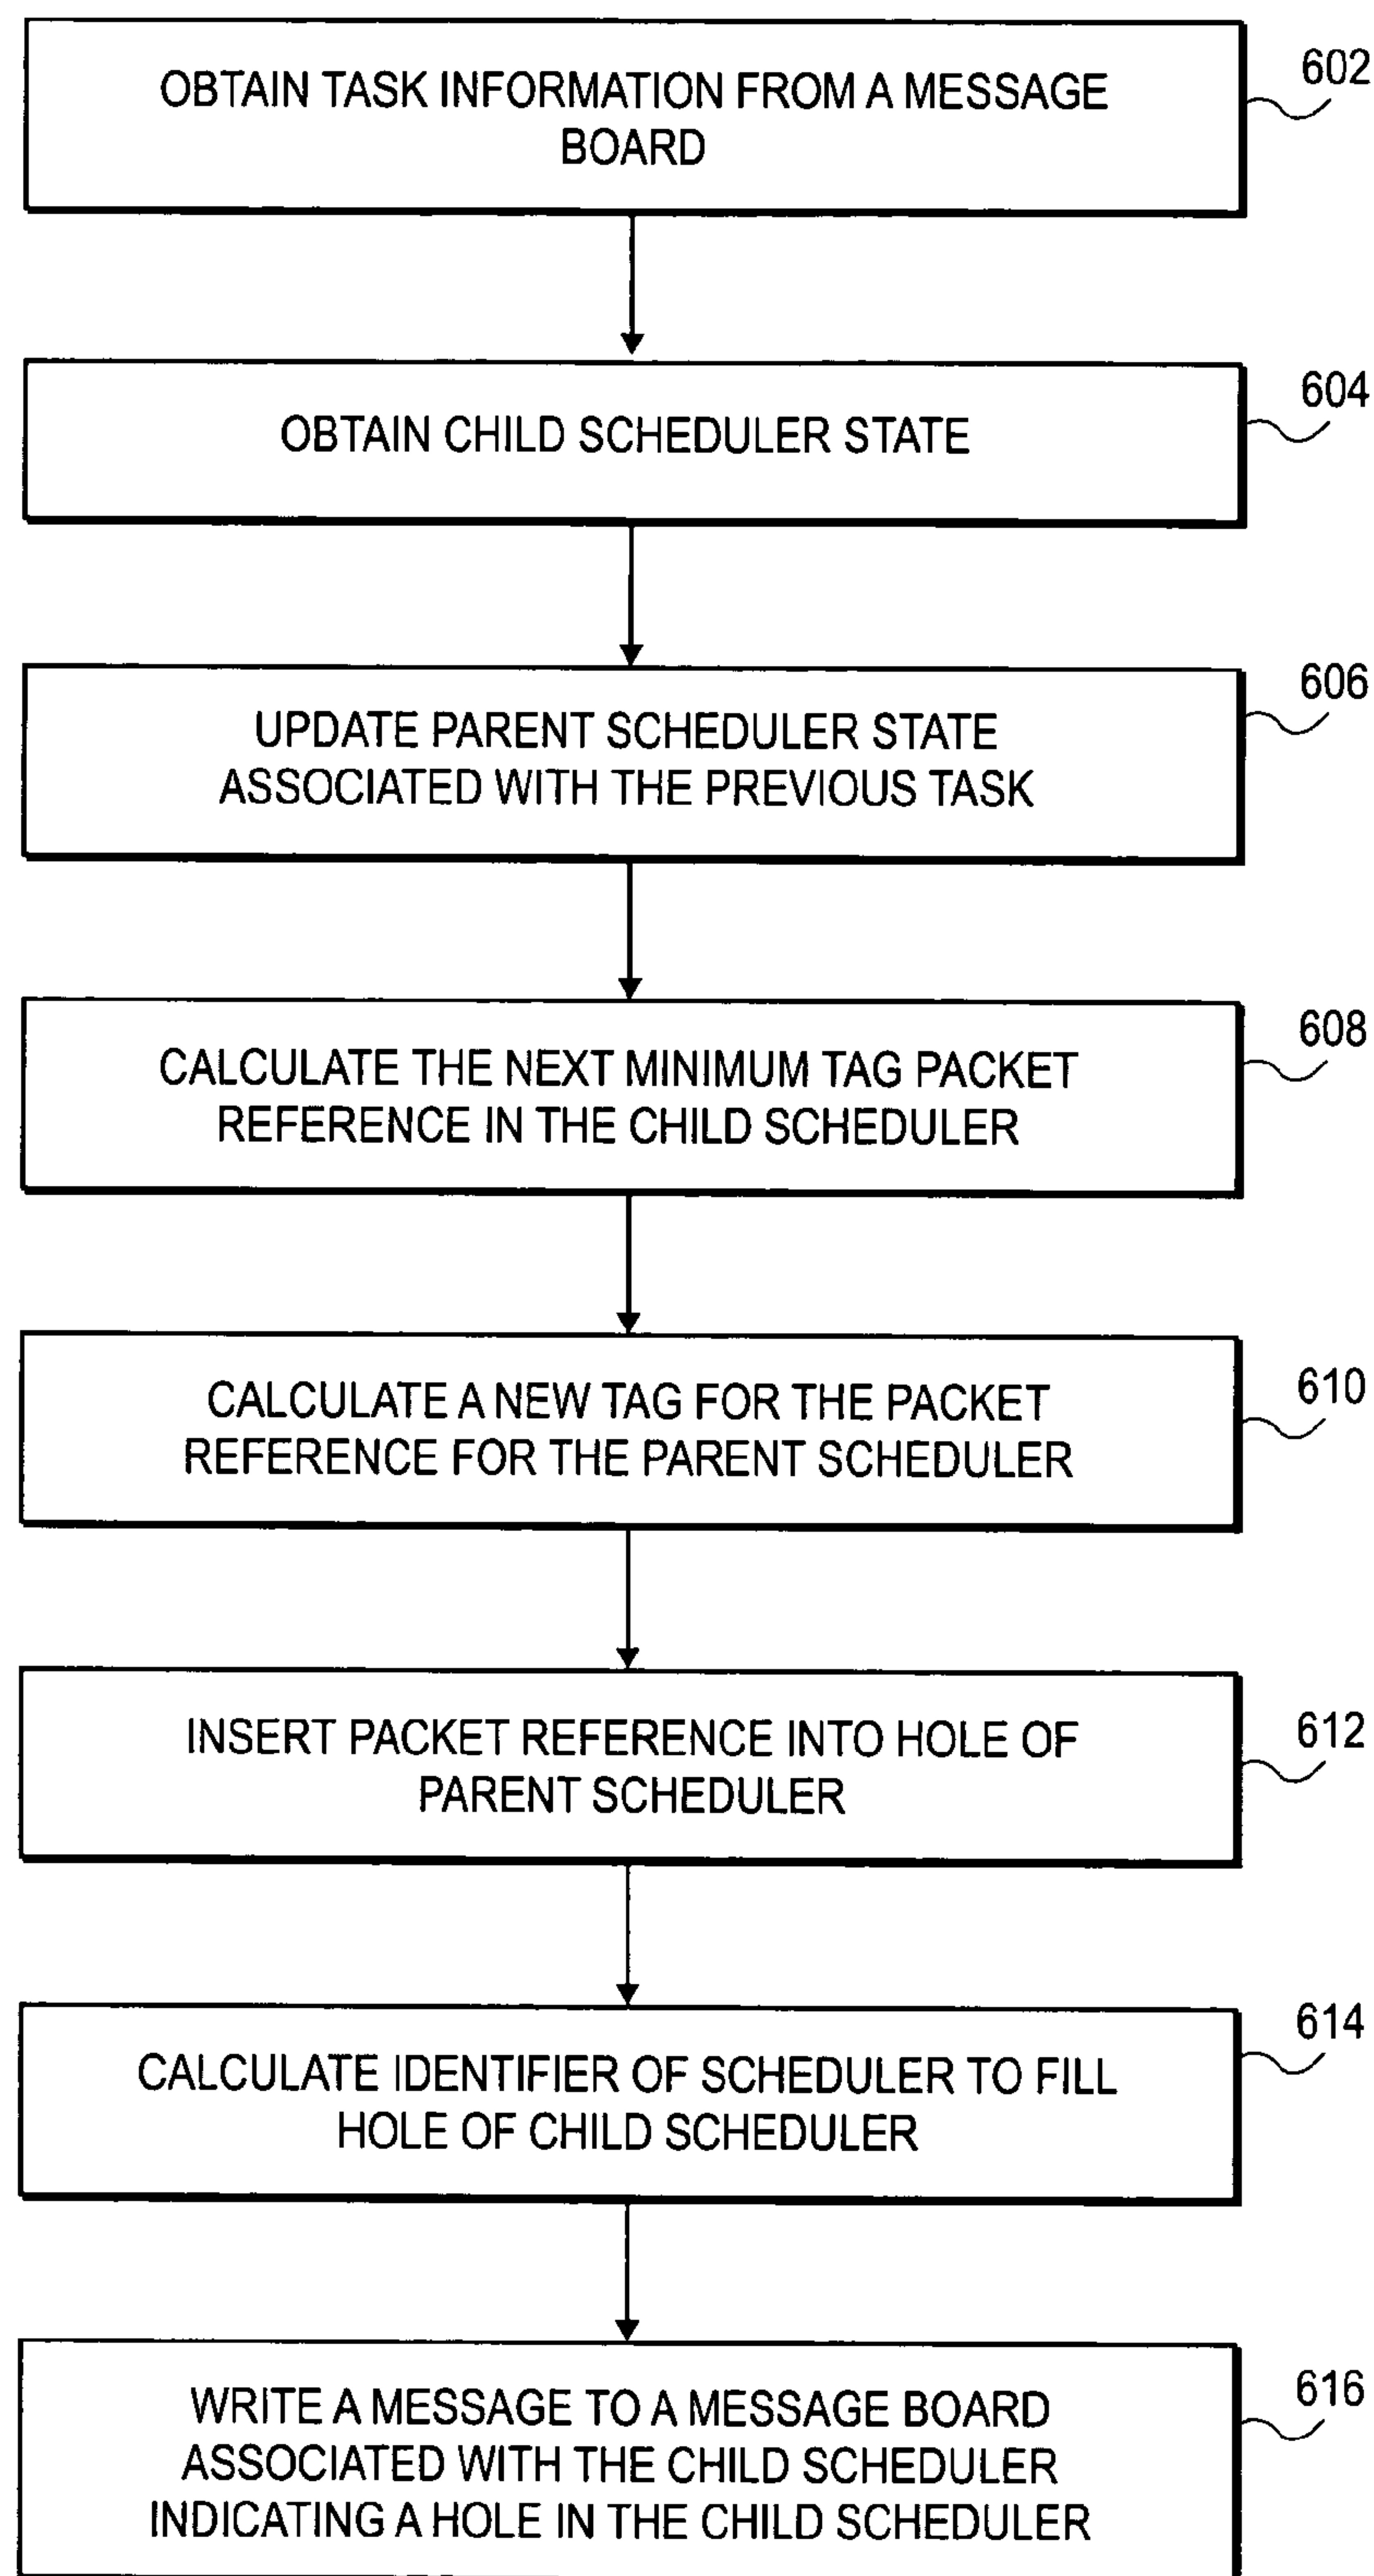 OBTAIN TASK INFORMATION FROM A MESSAGE
BOARD
602
OBTAIN CHILD SCHEDULER STATE
604
UPDATE PARENT SCHEDULER STATE
ASSOCIATED WITH THE PREVIOUS TASK
606
CALCULATE THE NEXT MINIMUM TAG PACKET
REFERENCE IN THE CHILD SCHEDULER
608
CALCULATE A NEW TAG FOR THE PACKET
REFERENCE FOR THE PARENT SCHEDULER
610
INSERT PACKET REFERENCE INTO HOLE OF
PARENT SCHEDULER
612
CALCULATE IDENTIFIER OF SCHEDULER TO FILL
HOLE OF CHILD SCHEDULER
614
WRITE A MESSAGE TO A MESSAGE BOARD
ASSOCIATED WITH THE CHILD SCHEDULER
INDICATING A HOLE IN THE CHILD SCHEDULER
616